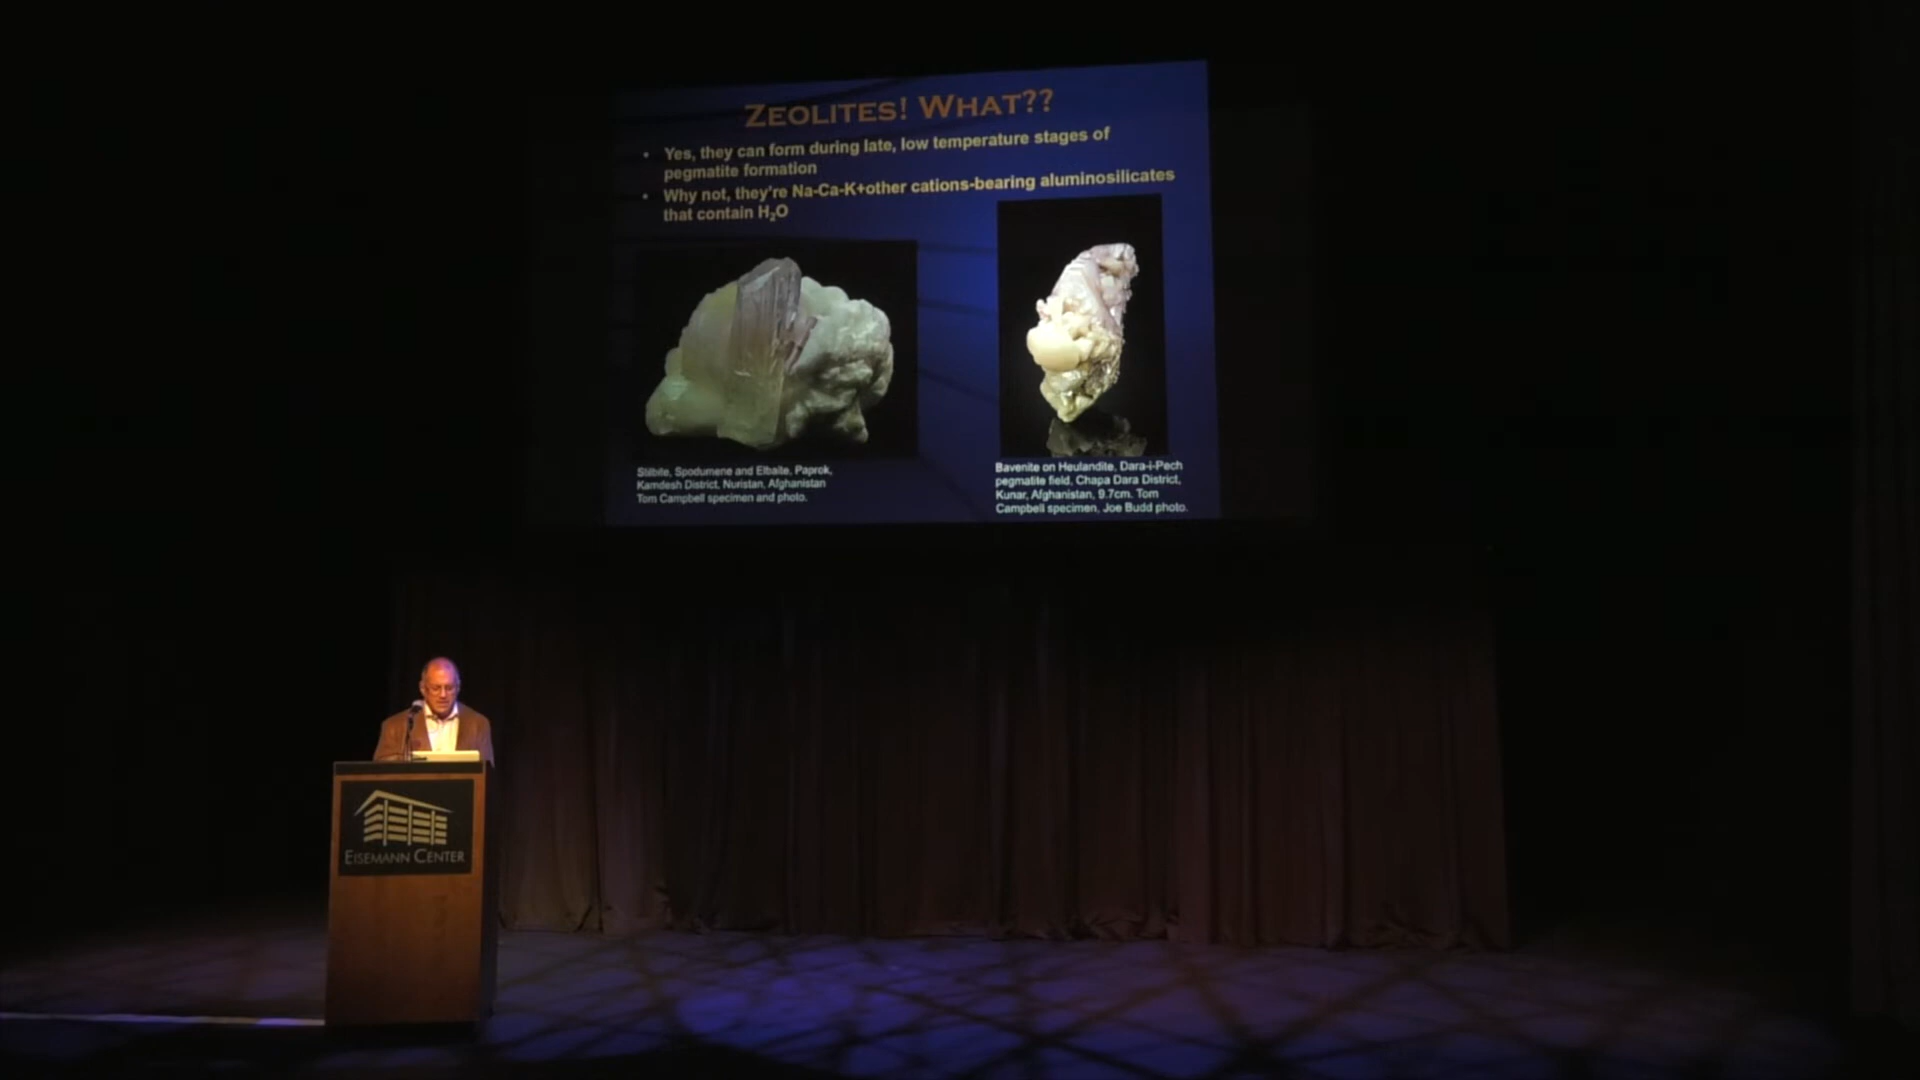 ZEOLITES! WHAT??
• Yes, they can form during late, low temperature stages of
pegmatite formation
• Why not, they're Na-Ca-K+other cations-bearing aluminosilicates
that contain H₂O
Stilbite, Spodumene and Elbaite, Paprok,
Kamdesh District, Nuristan, Afghanistan
Tom Campbell specimen and photo.
Bavenite on Heulandite, Dara-i-Pech
pegmatite field, Chapa Dara District,
Kunar, Afghanistan, 9.7cm. Tom
Campbell specimen, Joe Budd photo.
EISEMANN CENTER